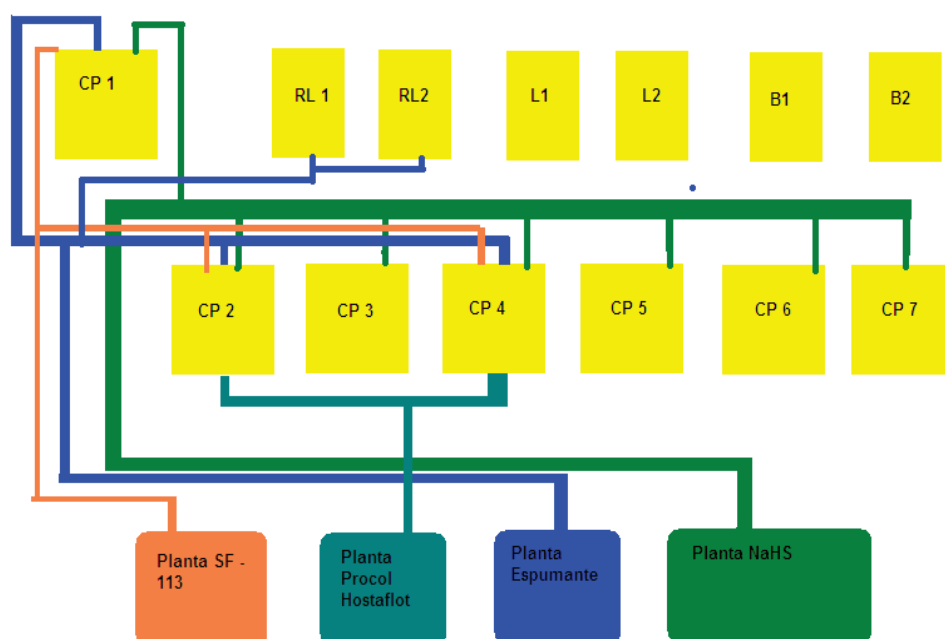 CP 1
RL 1
RL2
L1
L2
B1
B2
CP 2
CP 3
CP 4
CP 5
CP 6
CP 7
Planta SF -
113
Planta
Procol
Hostaflot
Planta
Espumante
Planta NaHS